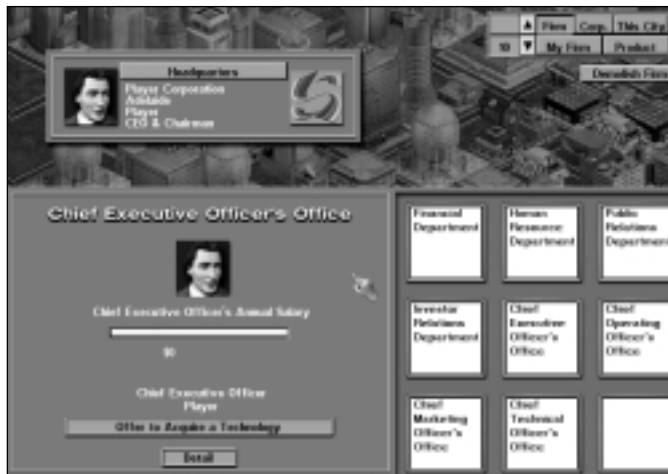 Firm Corp. This City
10 My Firm Product
Demolish Firm
Headquarters
Player Corporation
Adelaide
Player
CEO & Chairman
Chief Executive Officer's Office
Chief Executive Officer's Annual Salary
$0
Chief Executive Officer
Player
Offer to Acquire a Technology
Detail
Financial
Department
Human
Resource
Department
Public
Relations
Department
Investor
Relations
Department
Chief
Executive
Officer's
Office
Chief
Operating
Officer's
Office
Chief
Marketing
Officer's
Office
Chief
Technical
Officer's
Office